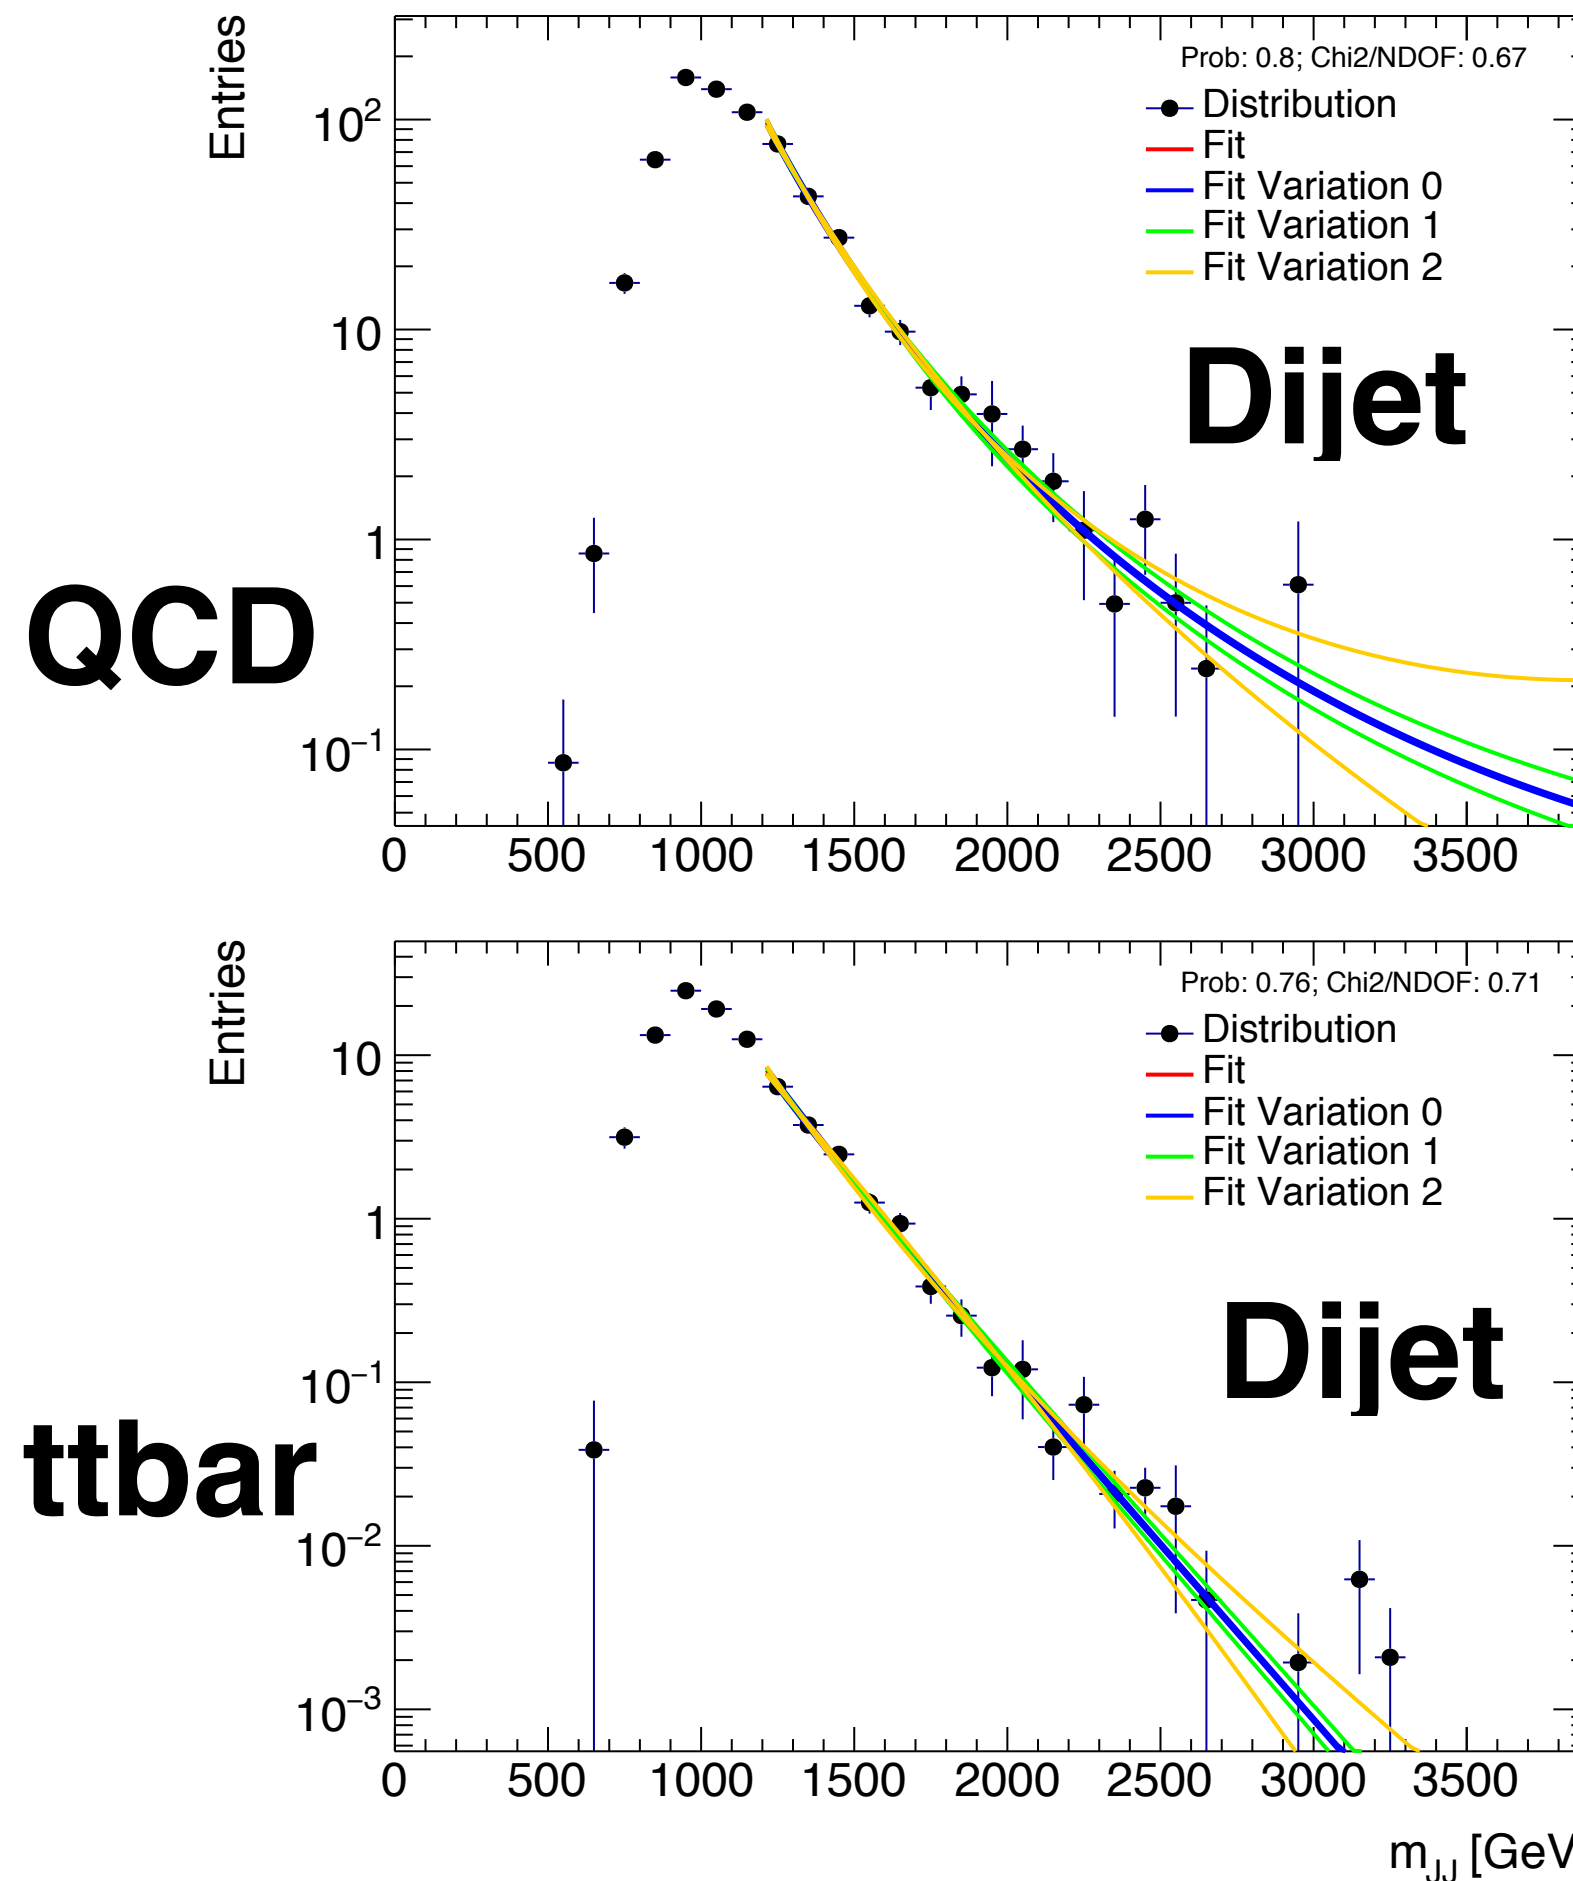 Entries
Prob: 0.8; Chi2/NDOF: 0.67
Distribution
Fit
Fit Variation 0
Fit Variation 1
Fit Variation 2
10²
10
1
10⁻¹
Dijet
QCD
0 500 1000 1500 2000 2500 3000 3500
Entries
Prob: 0.76; Chi2/NDOF: 0.71
Distribution
Fit
Fit Variation 0
Fit Variation 1
Fit Variation 2
10
1
10⁻¹
10⁻²
10⁻³
Dijet
ttbar
0 500 1000 1500 2000 2500 3000 3500
m_JJ [GeV